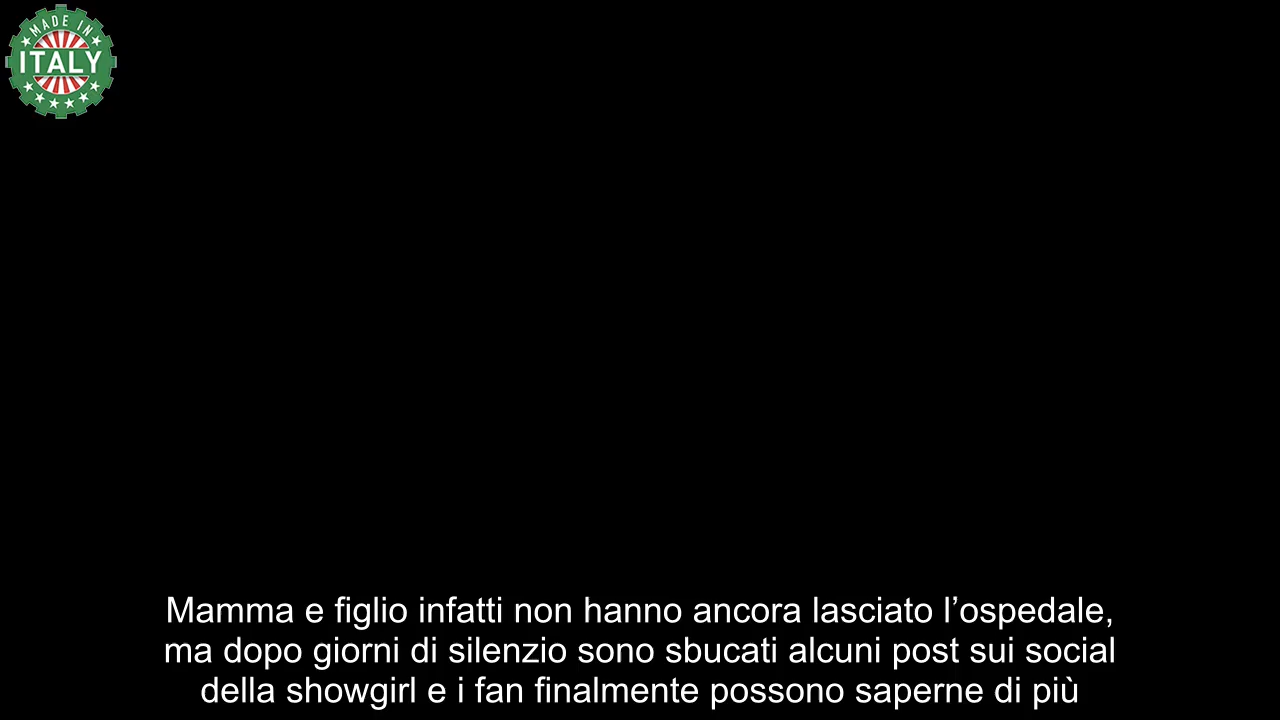 MADE IN
ITALY
Mamma e figlio infatti non hanno ancora lasciato l’ospedale,
ma dopo giorni di silenzio sono sbucati alcuni post sui social
della showgirl e i fan finalmente possono saperne di più